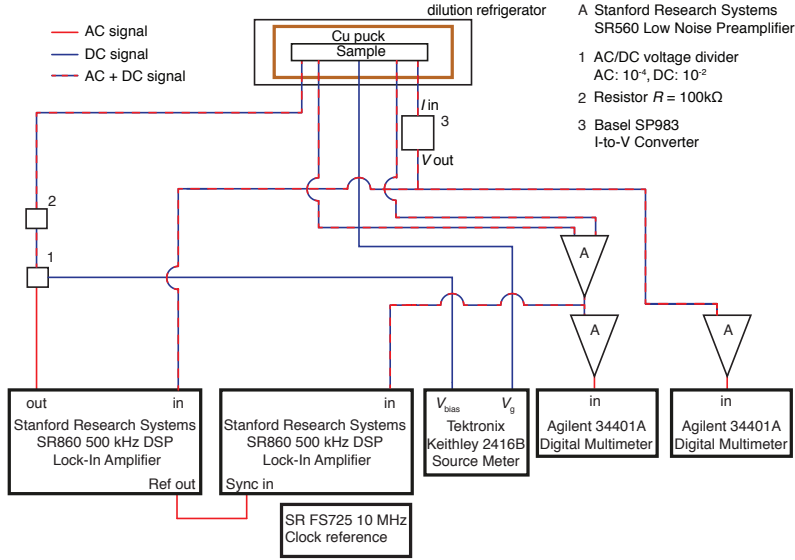 dilution refrigerator
Cu puck
Sample
AC signal
DC signal
AC + DC signal
A Stanford Research Systems
SR560 Low Noise Preamplifier
1 AC/DC voltage divider
AC: 10⁻⁴, DC: 10⁻²
2 Resistor R = 100kΩ
3 Basel SP983
I-to-V Converter
I in
3
V out
2
1
A
A
A
out
in
Stanford Research Systems
SR860 500 kHz DSP
Lock-In Amplifier
Ref out
in
Stanford Research Systems
SR860 500 kHz DSP
Lock-In Amplifier
Sync in
Vbias
Vg
Tektronix
Keithley 2416B
Source Meter
in
Agilent 34401A
Digital Multimeter
in
Agilent 34401A
Digital Multimeter
SR FS725 10 MHz
Clock reference